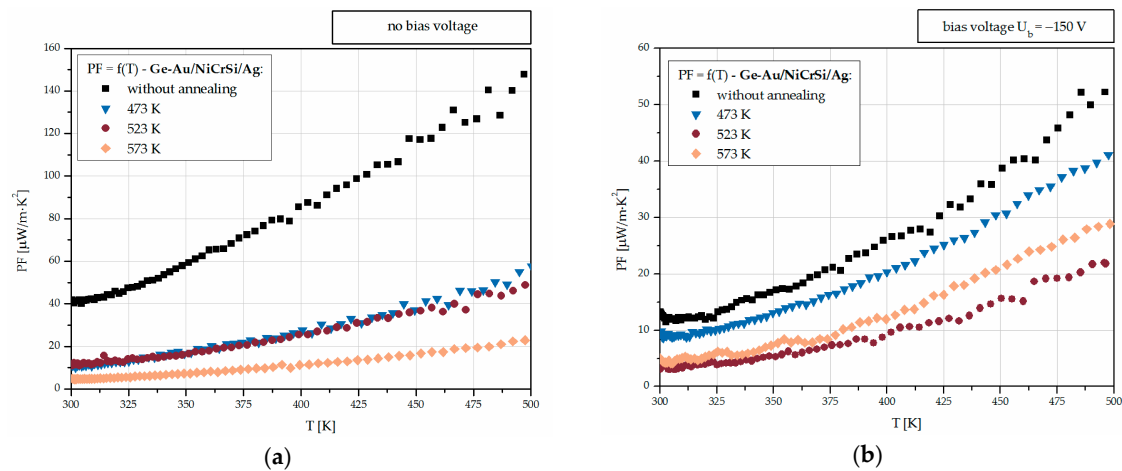 no bias voltage
PF = f(T) - Ge-Au/NiCrSi/Ag:
without annealing
473 K
523 K
573 K
PF [µW/m·K²]
160
140
120
100
80
60
40
20
0
300
325
350
375
400
425
450
475
500
T [K]
(a)
bias voltage U_b = −150 V
PF = f(T) - Ge-Au/NiCrSi/Ag:
without annealing
473 K
523 K
573 K
PF [µW/m·K²]
60
50
40
30
20
10
0
300
325
350
375
400
425
450
475
500
T [K]
(b)